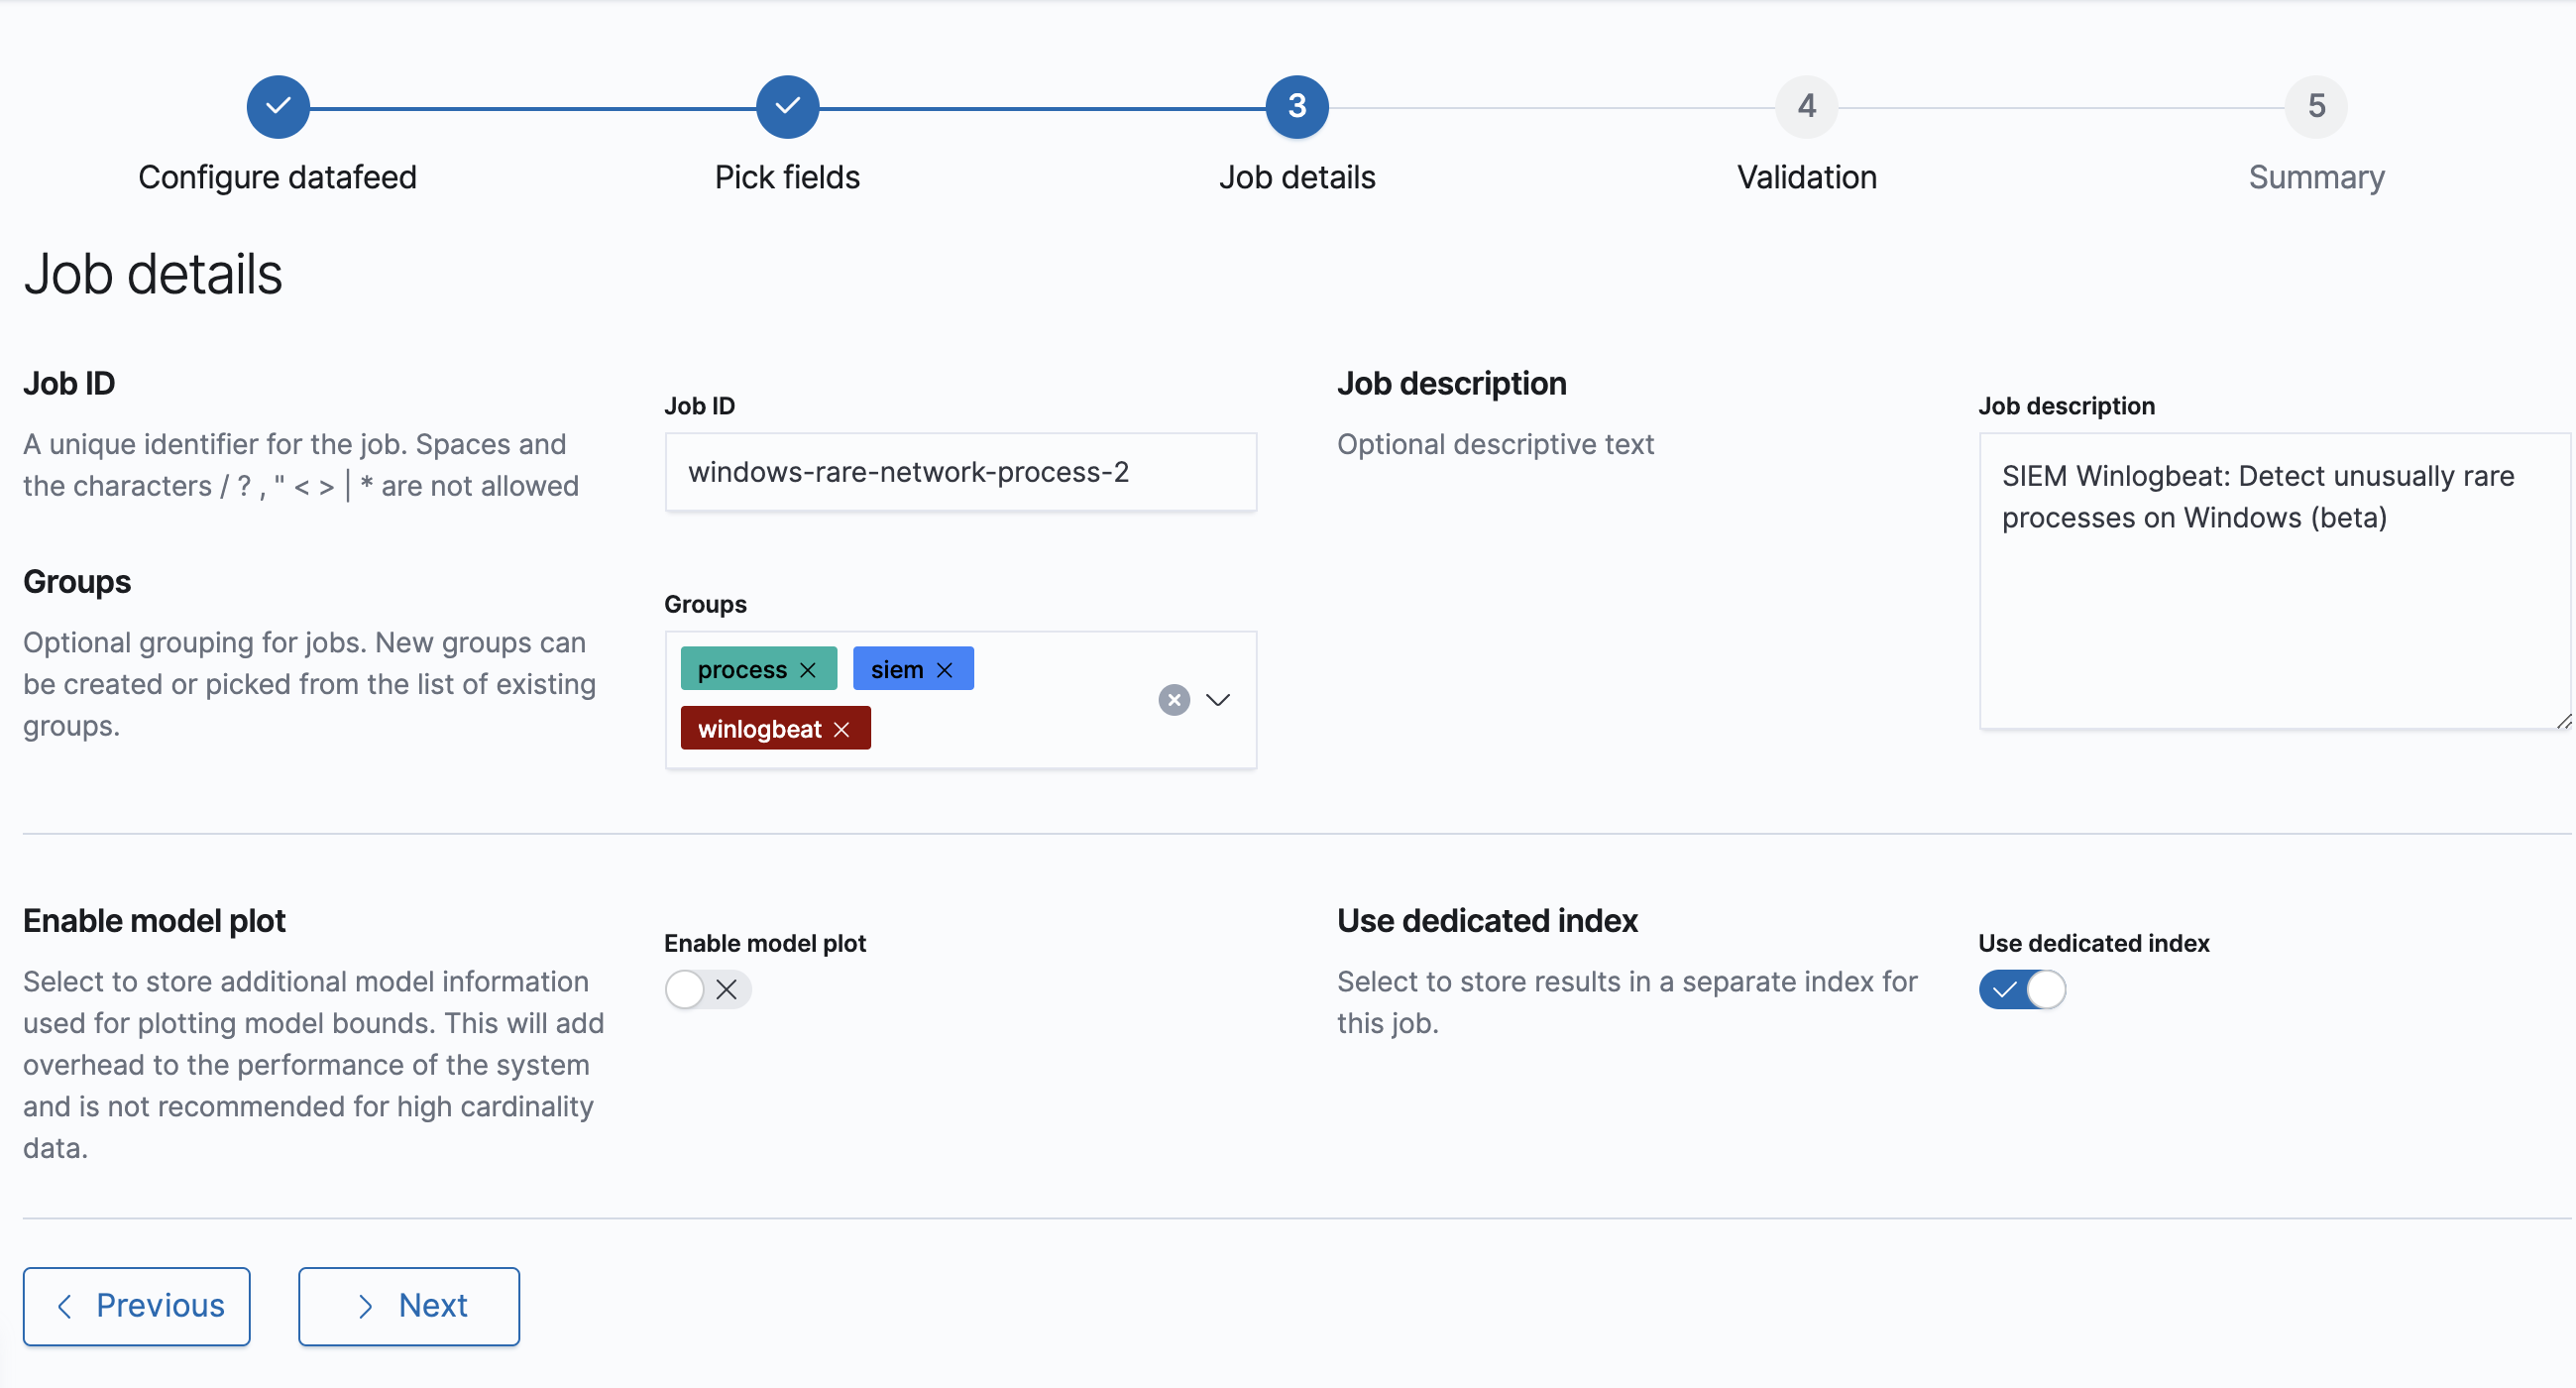 3
4
5
Configure datafeed
Pick fields
Job details
Validation
Summary
Job details
Job ID
A unique identifier for the job. Spaces and
the characters / ? , " < > | * are not allowed
Job ID
windows-rare-network-process-2
Job description
Optional descriptive text
Job description
SIEM Winlogbeat: Detect unusually rare
processes on Windows (beta)
Groups
Optional grouping for jobs. New groups can
be created or picked from the list of existing
groups.
Groups
process
siem
winlogbeat
Enable model plot
Select to store additional model information
used for plotting model bounds. This will add
overhead to the performance of the system
and is not recommended for high cardinality
data.
Enable model plot
Use dedicated index
Select to store results in a separate index for
this job.
Use dedicated index
Previous
Next